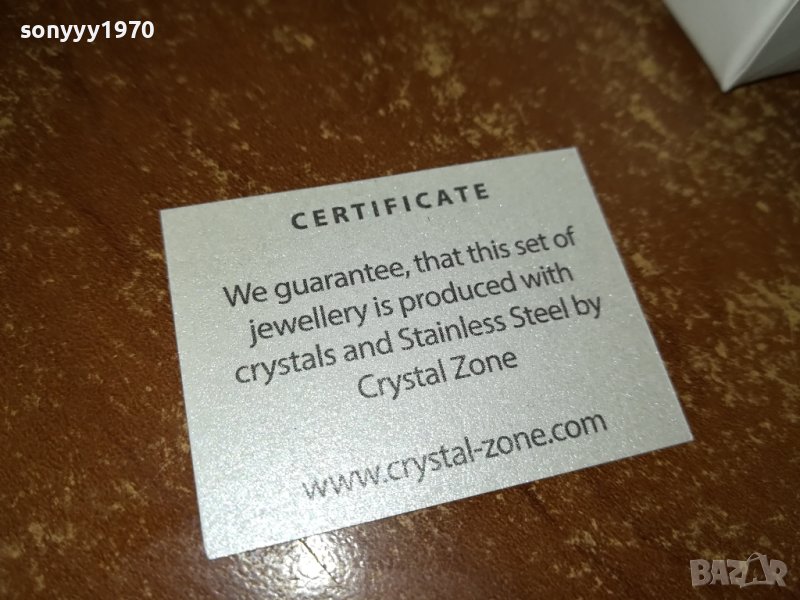 sonyyy1970
CERTIFICATE
We guarantee, that this set of
jewellery is produced with
crystals and Stainless Steel by
Crystal Zone
www.crystal-zone.com
BAZAR